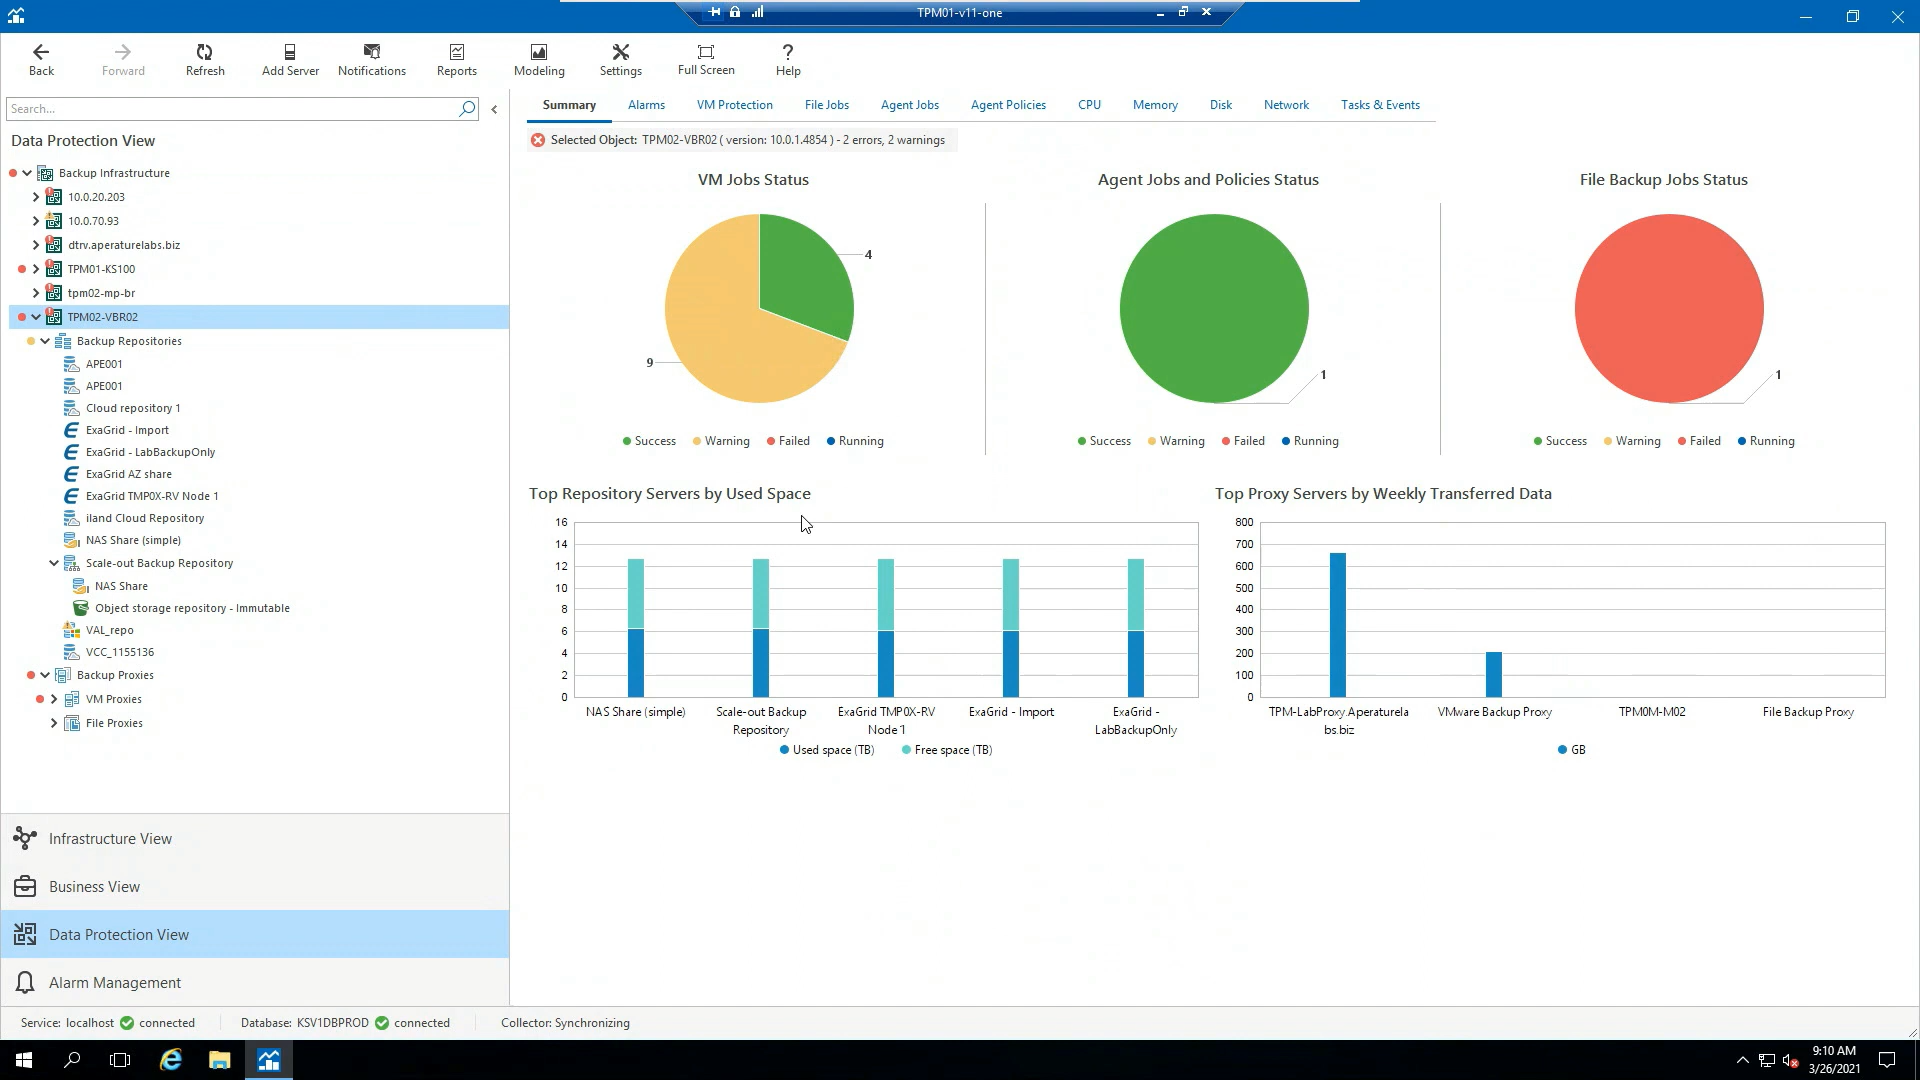 TPM01-v11-one
Back
Forward
Refresh
Add Server
Notifications
Reports
Modeling
Settings
Full Screen
Help
Search...
Data Protection View
Backup Infrastructure
10.0.20.203
10.0.70.93
dtrv.aperaturelabs.biz
TPM01-KS100
tpm02-mp-br
TPM02-VBR02
Backup Repositories
APE001
APE001
Cloud repository 1
ExaGrid - Import
ExaGrid - LabBackupOnly
ExaGrid AZ share
ExaGrid TMP0X-RV Node 1
iland Cloud Repository
NAS Share (simple)
Scale-out Backup Repository
NAS Share
Object storage repository - Immutable
VAL_repo
VCC_1155136
Backup Proxies
VM Proxies
File Proxies
Infrastructure View
Business View
Data Protection View
Alarm Management
Summary
Alarms
VM Protection
File Jobs
Agent Jobs
Agent Policies
CPU
Memory
Disk
Network
Tasks & Events
Selected Object: TPM02-VBR02 ( version: 10.0.1.4854 ) - 2 errors, 2 warnings
VM Jobs Status
4
9
Success Warning Failed Running
Agent Jobs and Policies Status
1
Success Warning Failed Running
File Backup Jobs Status
1
Success Warning Failed Running
Top Repository Servers by Used Space
16
14
12
10
8
6
4
2
0
NAS Share (simple)
Scale-out Backup
Repository
ExaGrid TMP0X-RV
Node 1
ExaGrid - Import
ExaGrid -
LabBackupOnly
Used space (TB) Free space (TB)
Top Proxy Servers by Weekly Transferred Data
800
700
600
500
400
300
200
100
0
TPM-LabProxy.Aperaturela
bs.biz
VMware Backup Proxy
TPM0M-M02
File Backup Proxy
GB
Service: localhost connected
Database: KSV1DBPROD connected
Collector: Synchronizing
9:10 AM
3/26/2021